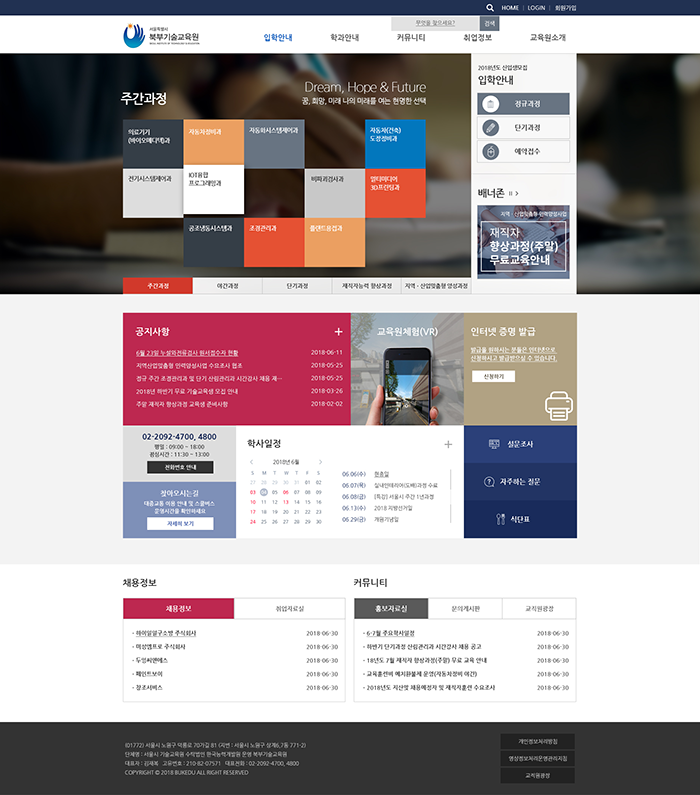 HOME | LOGIN | 회원가입
무엇을 찾으세요?
검색
서울특별시
북부기술교육원
입학안내
학과안내
커뮤니티
취업정보
교육원소개
주간과정
Dream, Hope & Future
꿈, 희망, 미래 나의 미래를 여는 현명한 선택
의료기기
(바이오메디텍)과
자동차정비과
자동화시스템제어과
자동차(건축)
도장정비과
전기시스템제어과
IOT융합
프로그래밍과
비파괴검사과
멀티미디어
3D프린팅과
공조냉동시스템과
조경관리과
플랜트용접과
2018년도 신입생모집
입학안내
정규과정
단기과정
예약접수
배너존
지역 · 산업맞춤형 인력양성사업
재직자
향상과정(주말)
무료교육안내
주간과정
야간과정
단기과정
재직자능력 향상과정
지역 · 산업맞춤형 양성과정
공지사항
6월 23일 누설비전류검사 원서접수자 현황 2018-06-11
지역산업맞춤형 인력양성사업 수요조사 협조 2018-05-25
정규 주간 조경관리과 및 단기 산림관리과 시간강사 채용 재… 2018-05-25
2018년 하반기 무료 기술교육생 모집 안내 2018-03-26
주말 재직자 향상과정 교육생 준비사항 2018-02-02
교육원체험(VR)
인터넷 증명 발급
발급을 원하시는 분들은 인터넷으로
신청하시고 발급받으실 수 있습니다.
신청하기
02-2092-4700, 4800
평일 : 09:00 ~ 18:00
점심시간 : 11:30 ~ 13:00
전화번호 안내
찾아오시는길
대중교통 이용 안내 및 스쿨버스
운영시간을 확인하세요
자세히 보기
학사일정
2018년 6월
S M T W T F S
27 28 29 30 31 01 02
03 04 05 06 07 08 09
10 11 12 13 14 15 16
17 18 19 20 21 22 23
24 25 26 27 28 29 30
06.06(수) 현충일
06.07(목) 실내인테리어(도배)과정 수료
06.08(금) [특강] 서울시 주간 1년과정
06.13(수) 2018 지방선거일
06.29(금) 개원기념일
설문조사
자주하는 질문
식단표
채용정보
채용정보
취업자료실
· 하이일일구소방 주식회사 2018-06-30
· 미성엠프로 주식회사 2018-06-30
· 두잉씨앤에스 2018-06-30
· 페인트보이 2018-06-30
· 장조서비스 2018-06-30
커뮤니티
홍보자료실
문의게시판
교직원광장
· 6-7월 주요학사일정 2018-06-30
· 하반기 단기과정 산림관리과 시간강사 채용 공고 2018-06-30
· 18년도 7월 재직자 향상과정(주말) 무료 교육 안내 2018-06-30
· 교육훈련비 예치환불제 운영(자동차정비 야간) 2018-06-30
· 2018년도 지산맞 채용예정자 및 재직자훈련 수요조사 2018-06-30
(01772) 서울시 노원구 덕릉로 70가길 81 (지번 : 서울시 노원구 상계6,7동 771-2)
단체명 : 서울시 기술교육원 수탁법인 한국능력개발원 운영 북부기술교육원
대표자 : 김재복 고유번호 : 210-82-07571 대표전화 : 02-2092-4700, 4800
COPYRIGHT © 2018 BUKEDU ALL RIGHT RESERVED
개인정보처리방침
영상정보처리운영관리지침
교직원광장